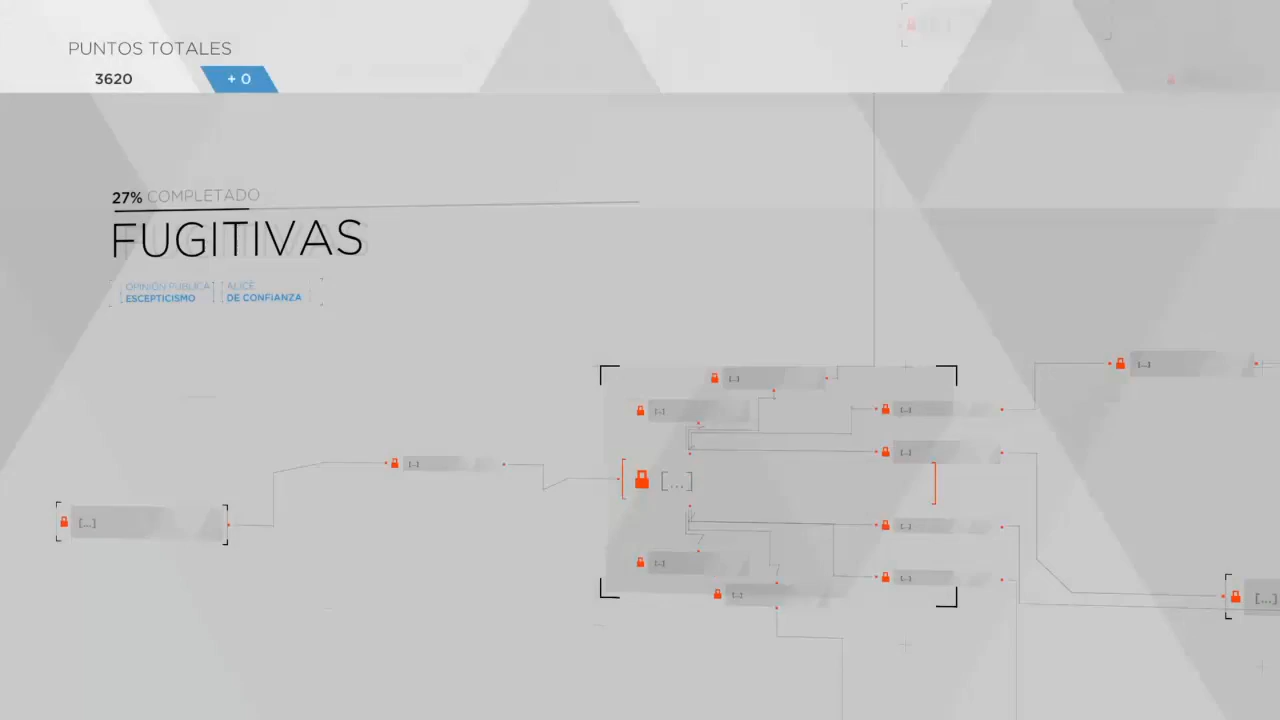 PUNTOS TOTALES
3620 + 0
27% COMPLETADO
FUGITIVAS
OPINIÓN PÚBLICA ALICE
ESCEPTICISMO DE CONFIANZA
[...]
[...]
[...]
[...]
[...]
[...]
[...]
[...]
[...]
[...]
[...]
[...]
[...]